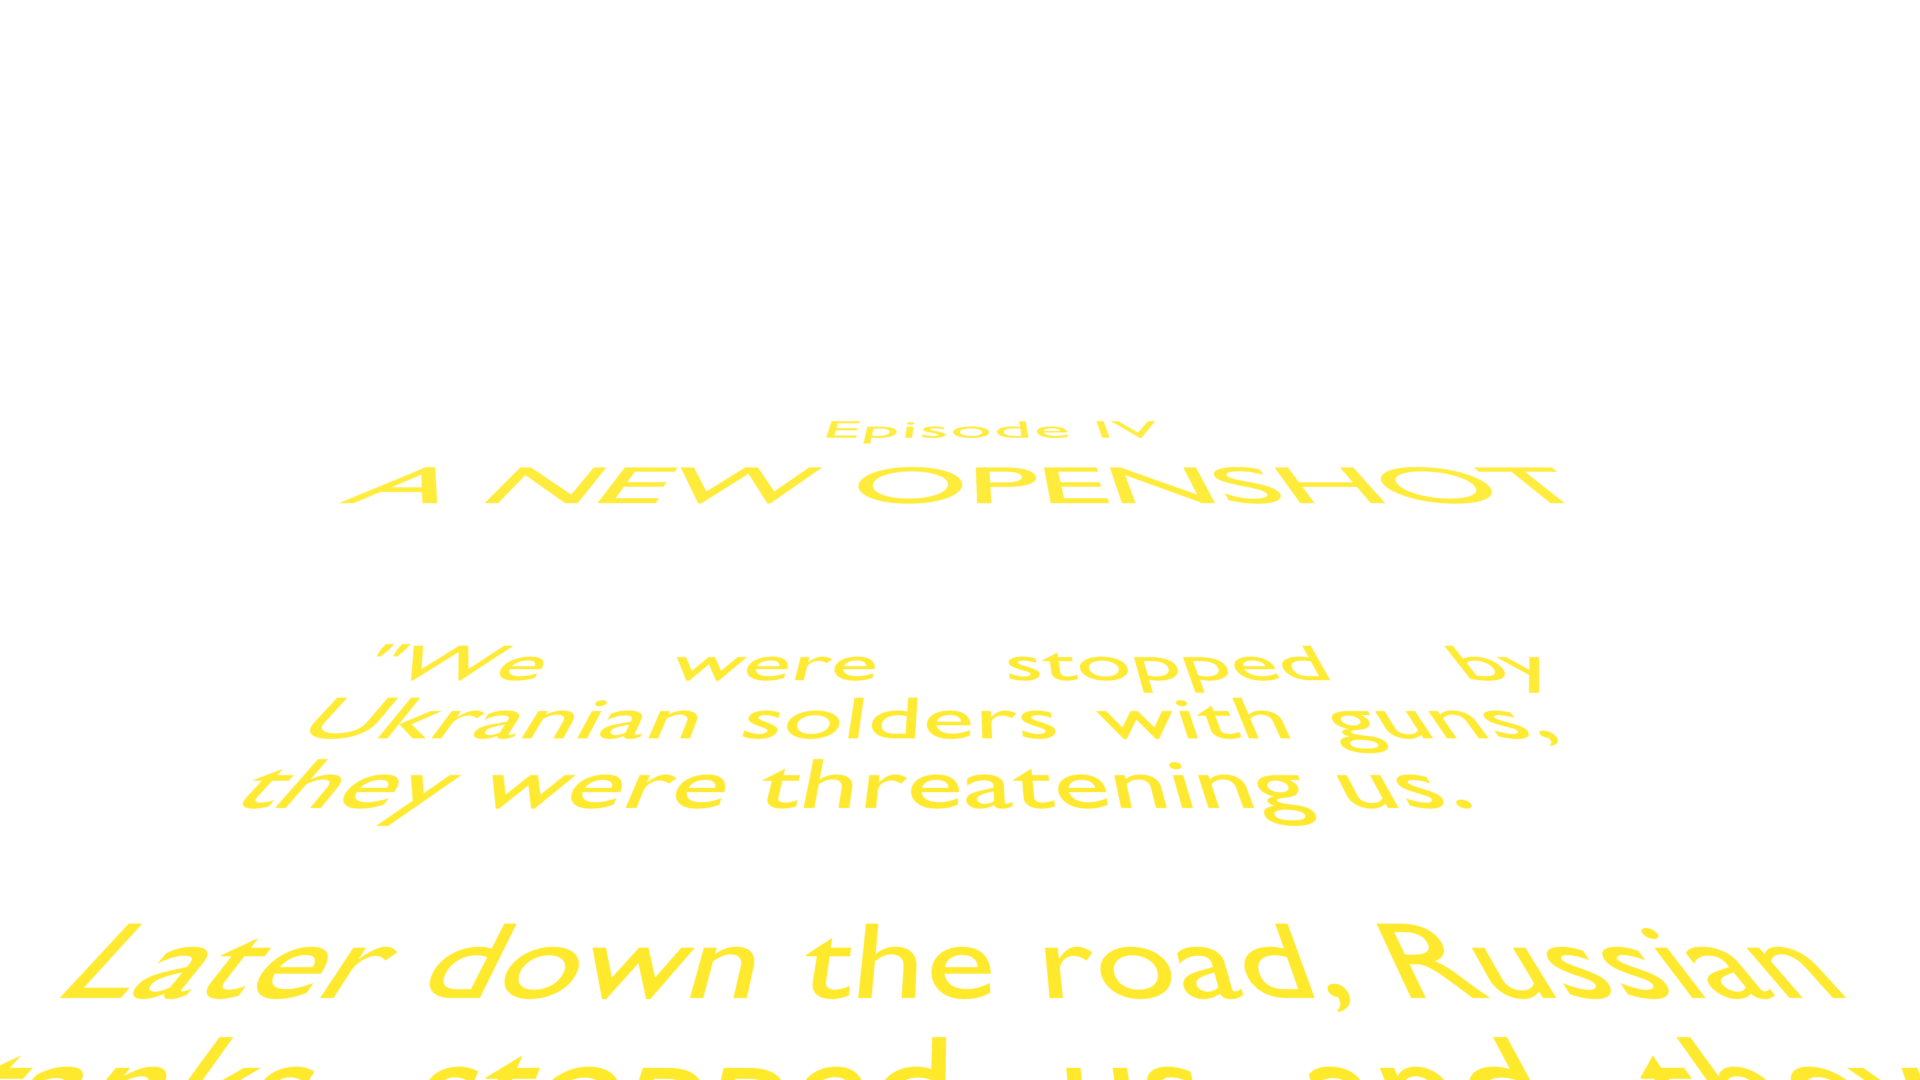 Episode IV
A NEW OPENSHOT
"We were stopped by
Ukranian solders with guns,
they were threatening us.
Later down the road, Russian
tanks stopped us and they